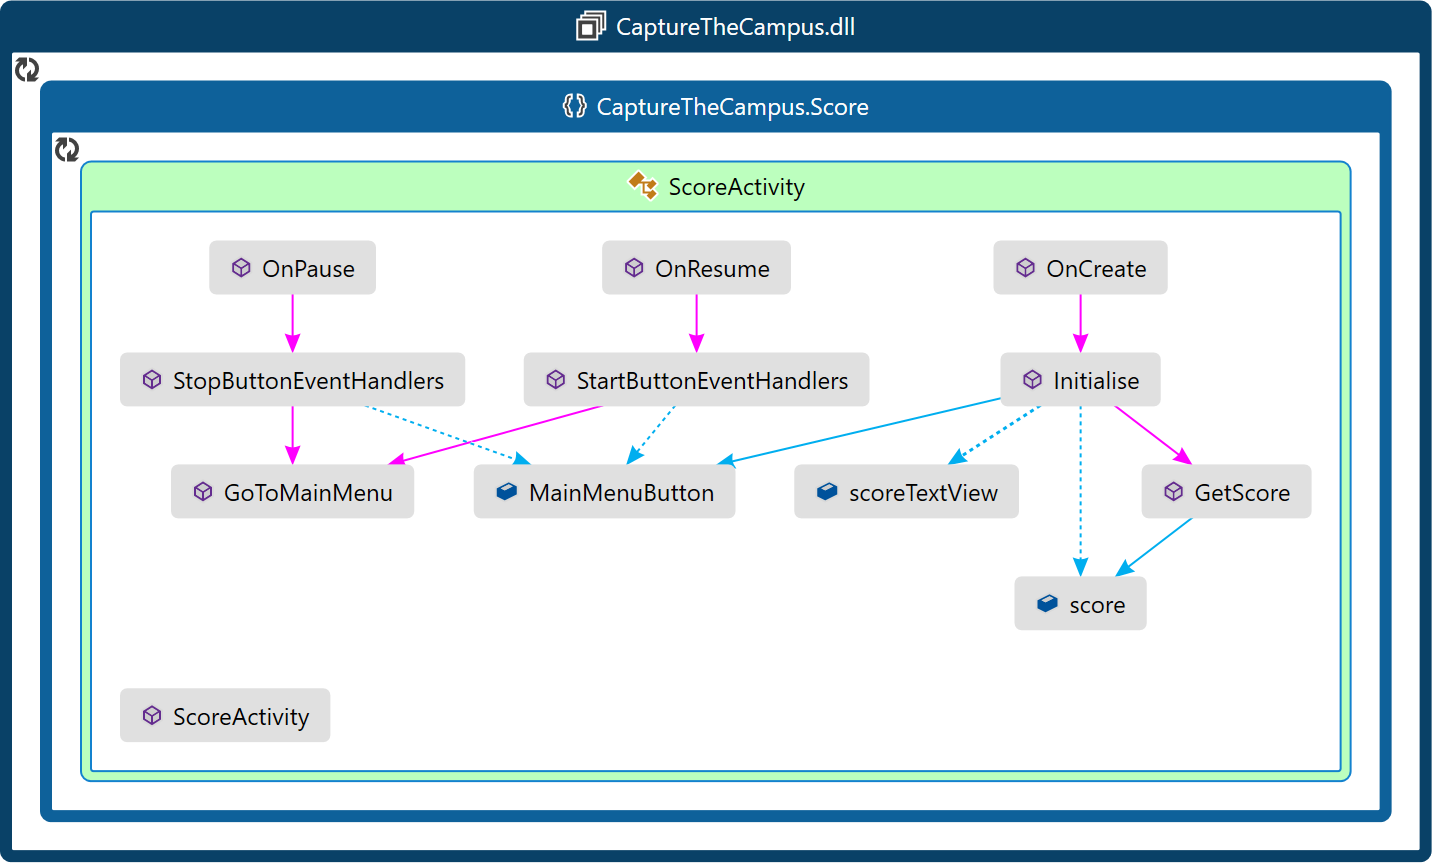 CaptureTheCampus.dll
CaptureTheCampus.Score
ScoreActivity
OnPause
OnResume
OnCreate
StopButtonEventHandlers
StartButtonEventHandlers
Initialise
GoToMainMenu
MainMenuButton
scoreTextView
GetScore
score
ScoreActivity